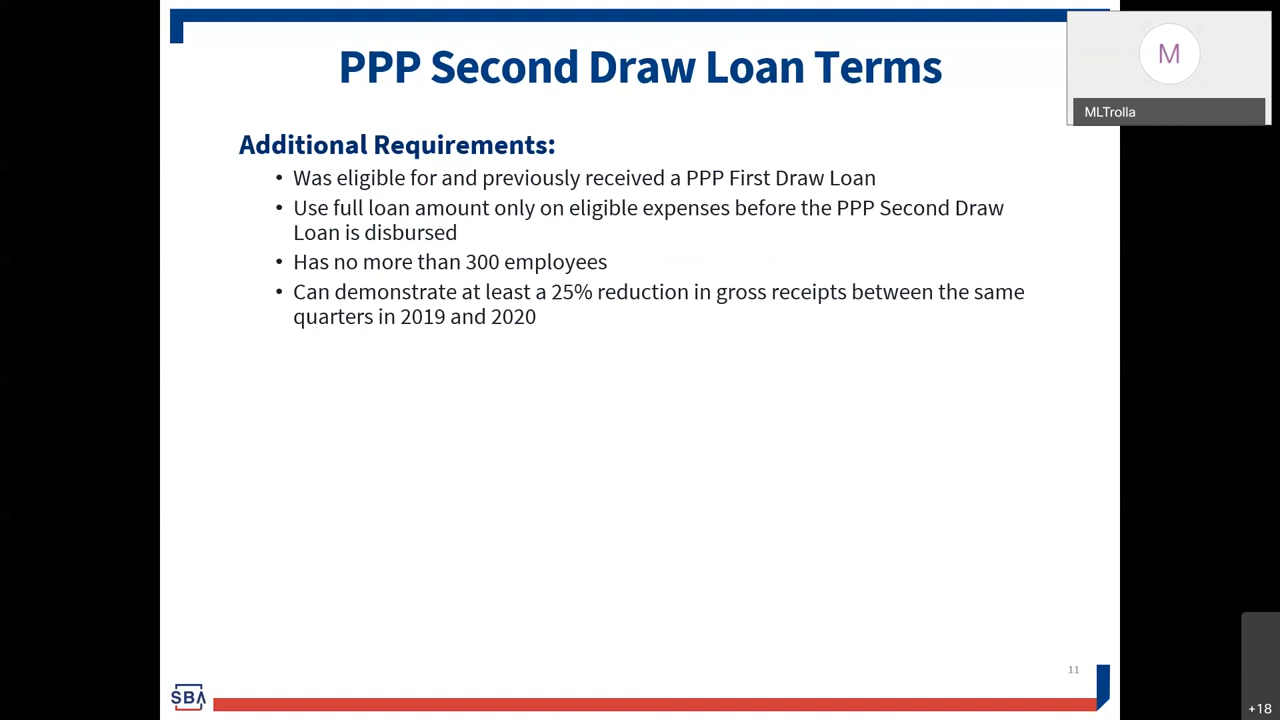 PPP Second Draw Loan Terms
M
MLTrolla
Additional Requirements:
• Was eligible for and previously received a PPP First Draw Loan
• Use full loan amount only on eligible expenses before the PPP Second Draw
Loan is disbursed
• Has no more than 300 employees
• Can demonstrate at least a 25% reduction in gross receipts between the same
quarters in 2019 and 2020
11
SBA
+18